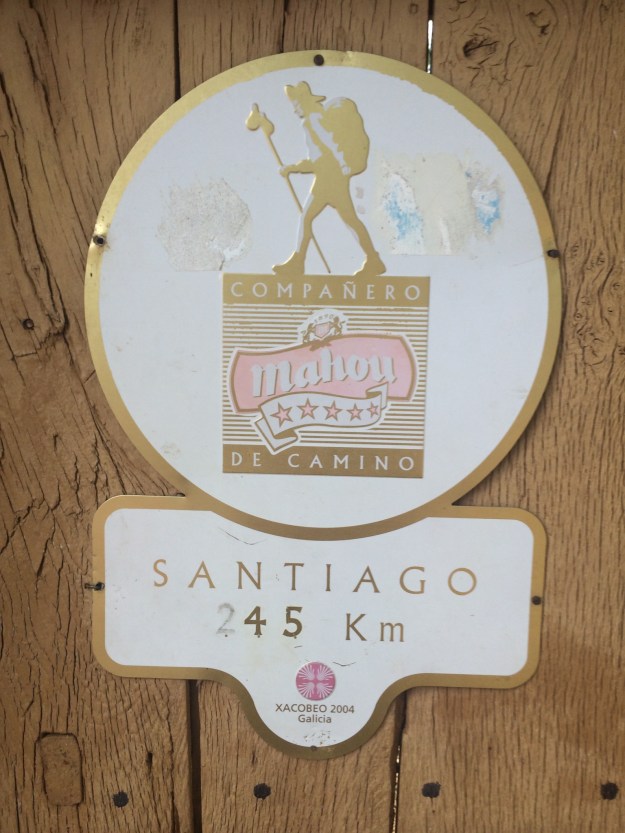 COMPAÑERO
mahou
DE CAMINO
SANTIAGO
245 Km
XACOBEO 2004
Galicia